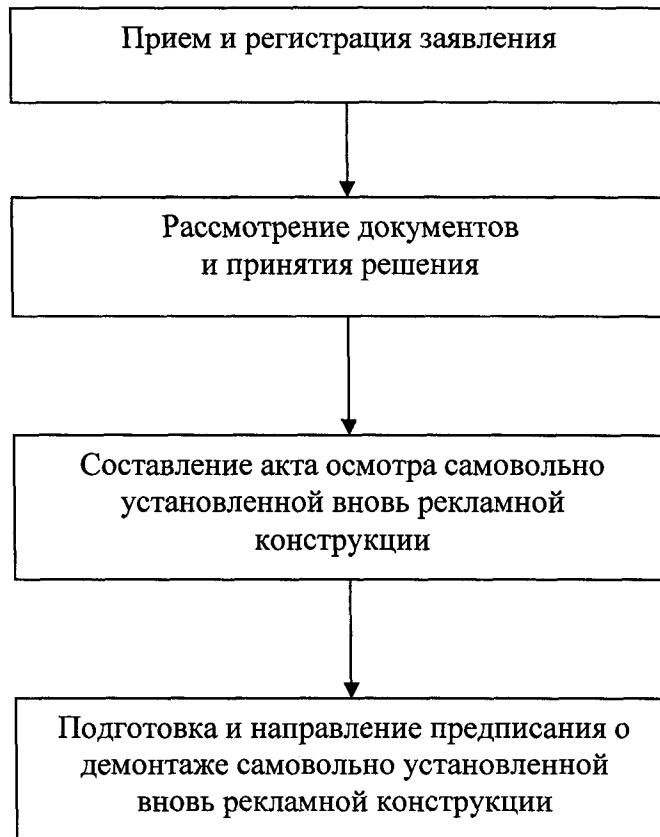 Прием и регистрация заявления
Рассмотрение документов
и принятия решения
Составление акта осмотра самовольно
установленной вновь рекламной
конструкции
Подготовка и направление предписания о
демонтаже самовольно установленной
вновь рекламной конструкции